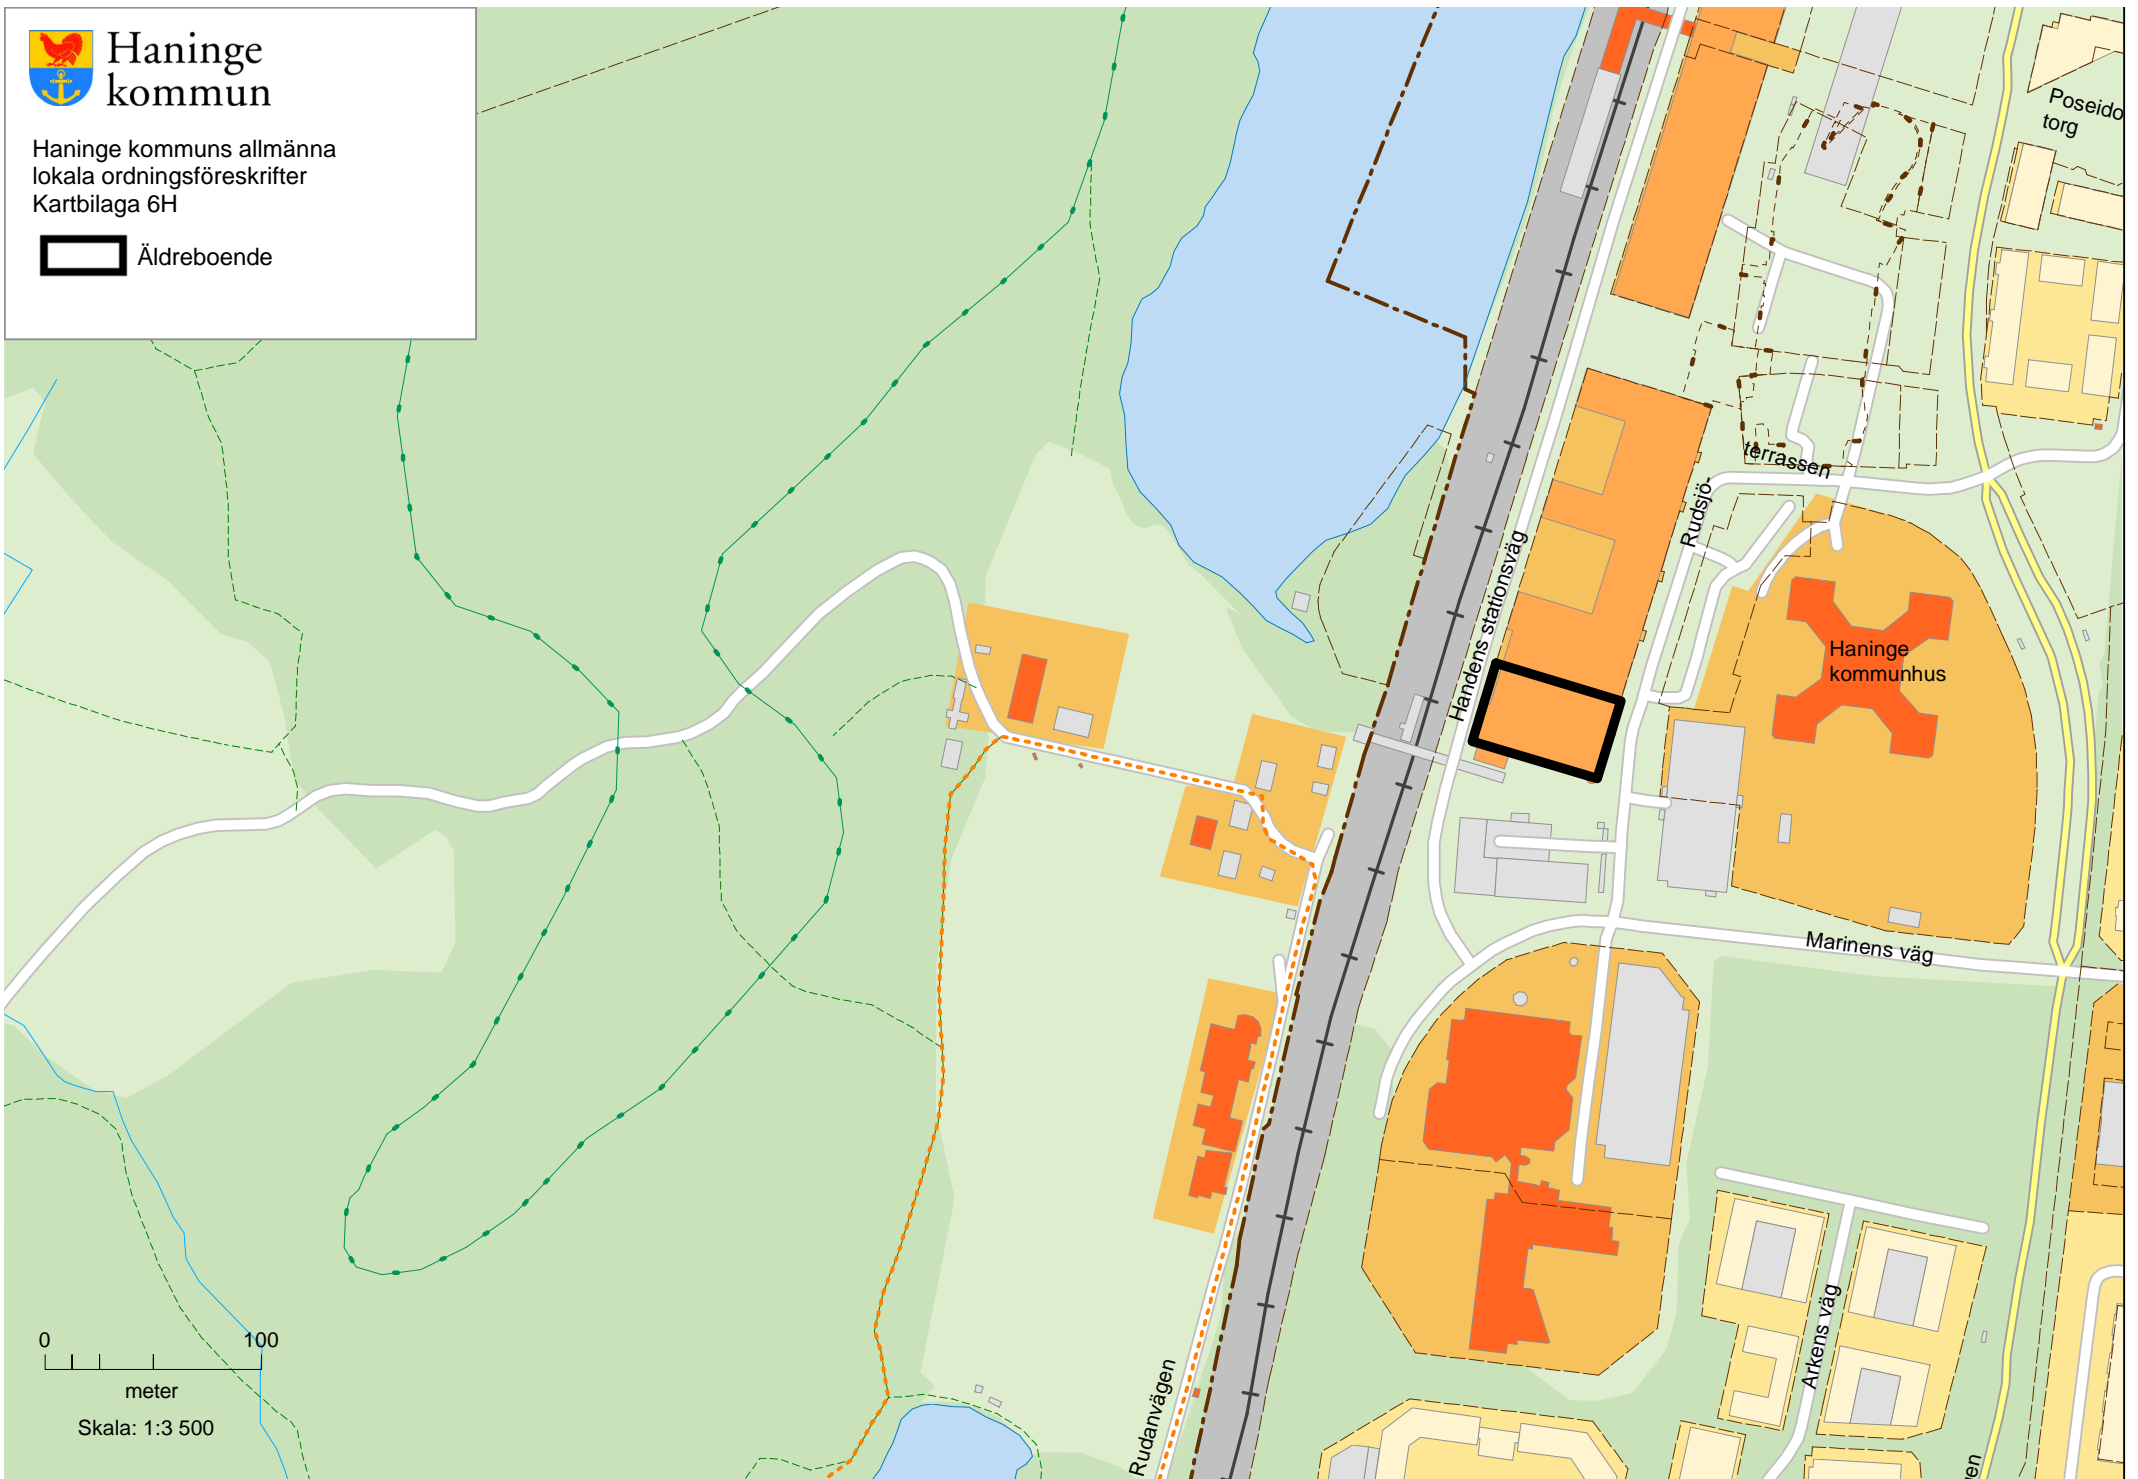 Haninge
kommun
Haninge kommuns allmänna
lokala ordningsföreskrifter
Kartbilaga 6H
Äldreboende
torg
terrassen
Rudsjö-
Handens stationsväg
Haninge
kommunhus
Marinens väg
Arkens väg
Rudanvägen
0 100
meter
Skala: 1:3 500